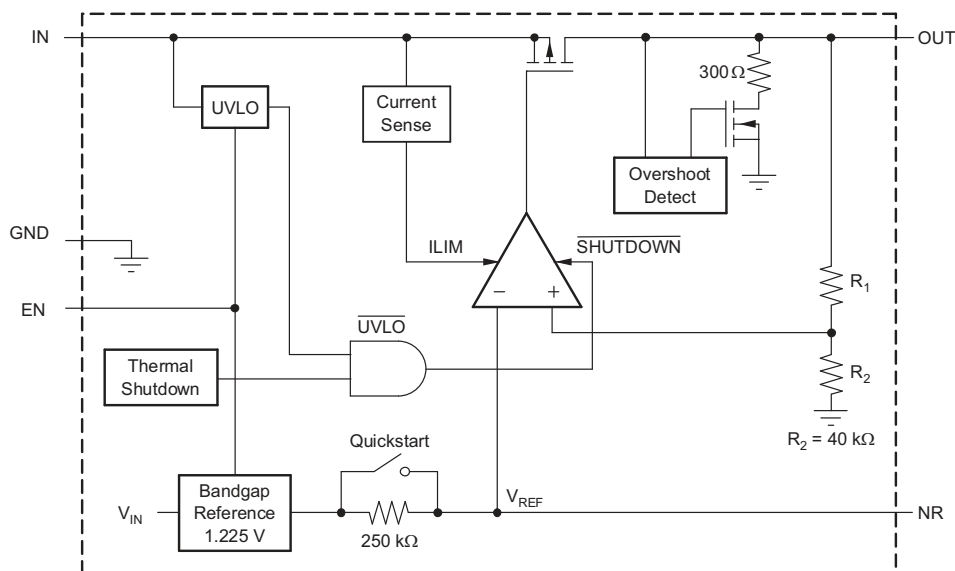 IN
OUT
300 Ω
UVLO
Current
Sense
Overshoot
Detect
GND
ILIM
SHUTDOWN
− +
R1
EN
UVLO
Thermal
Shutdown
R2
R2 = 40 kΩ
Quickstart
VIN
Bandgap
Reference
1.225 V
VREF
NR
250 kΩ